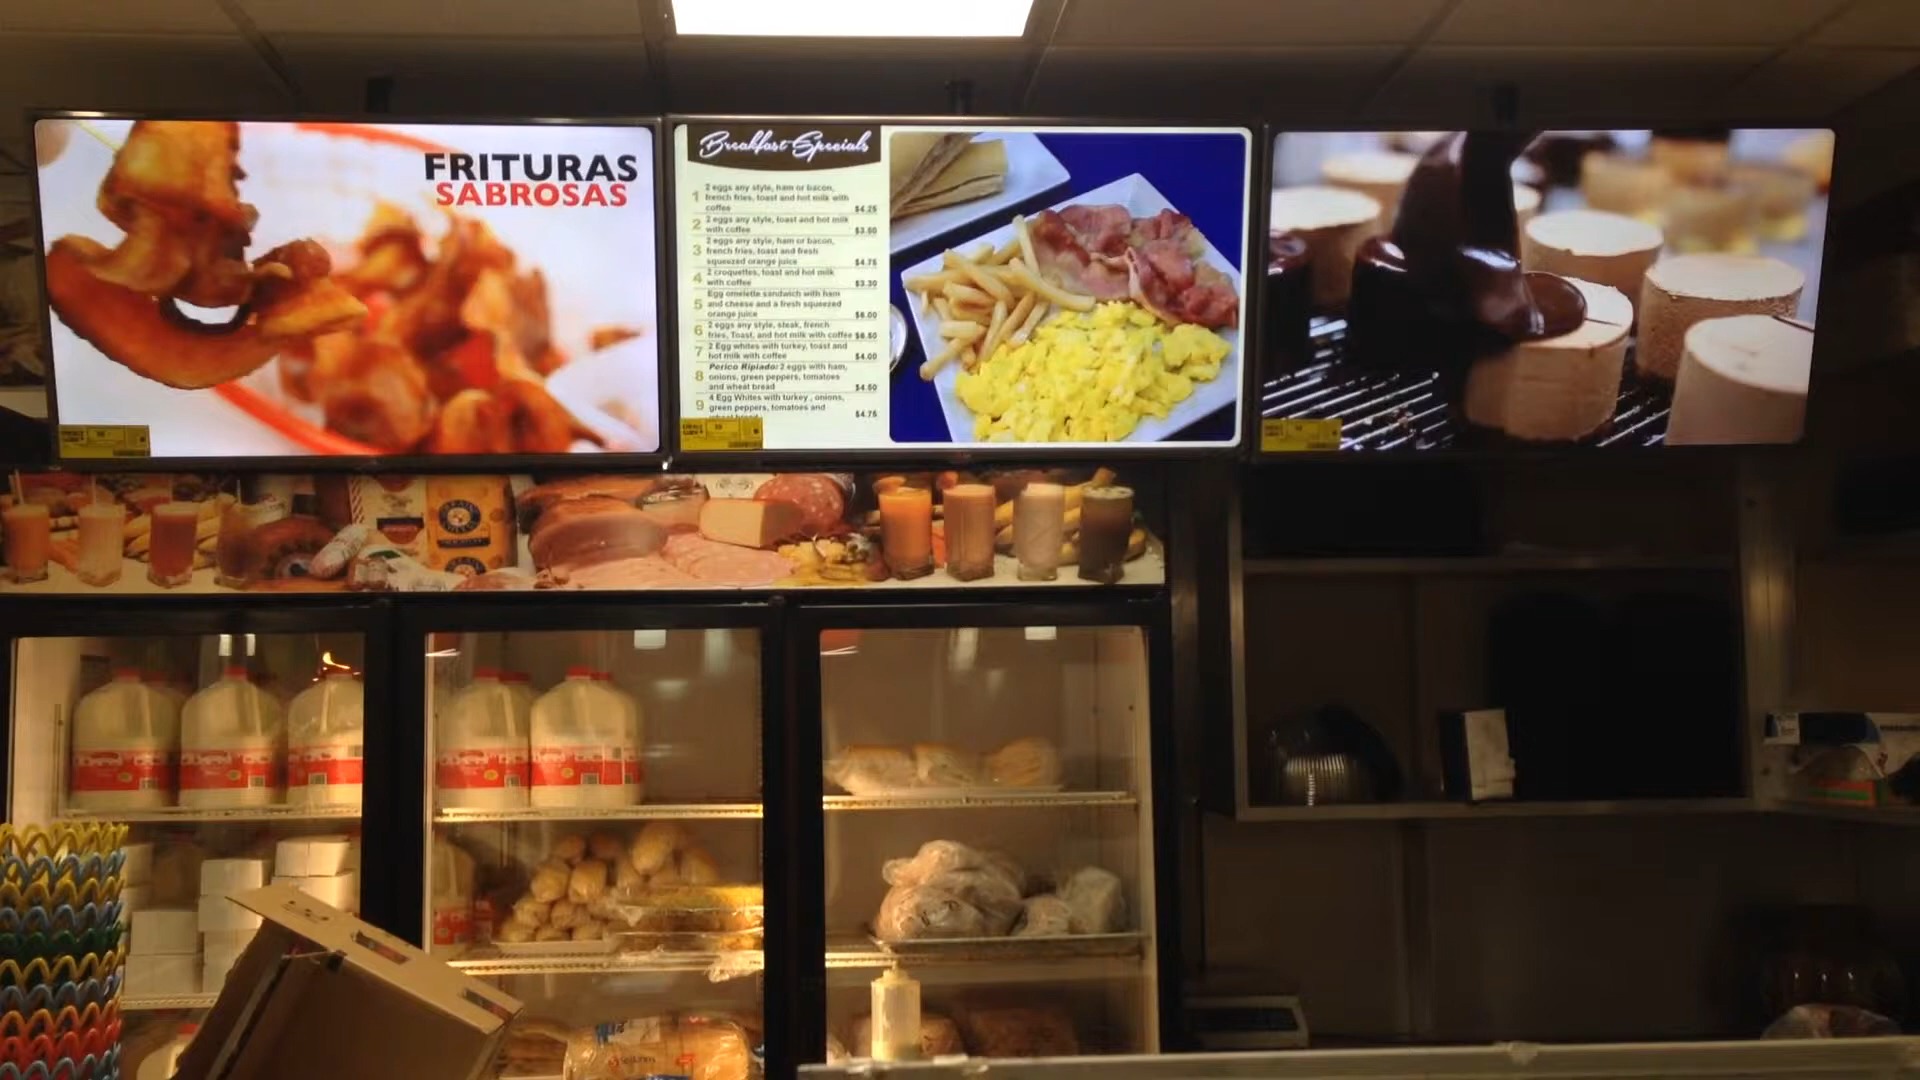 FRITURAS
SABROSAS
Breakfast Specials
1 2 eggs any style, ham or bacon,
french fries, toast and hot milk with
coffee $4.25
2 2 eggs any style, toast and hot milk
with coffee $3.50
3 2 eggs any style, ham or bacon,
french fries, toast and fresh
squeezed orange juice $4.75
4 2 croquettes, toast and hot milk
with coffee $3.30
5 Egg omelette sandwich with ham
and cheese and a fresh squeezed
orange juice $6.00
6 2 eggs any style, steak, french
fries, Toast, and hot milk with coffee $6.50
7 2 Egg whites with turkey, toast and
hot milk with coffee $4.00
8 Perico Ripiado: 2 eggs with ham,
onions, green peppers, tomatoes
and wheat bread $4.50
9 4 Egg Whites with turkey, onions,
green peppers, tomatoes and
wheat bread $4.75